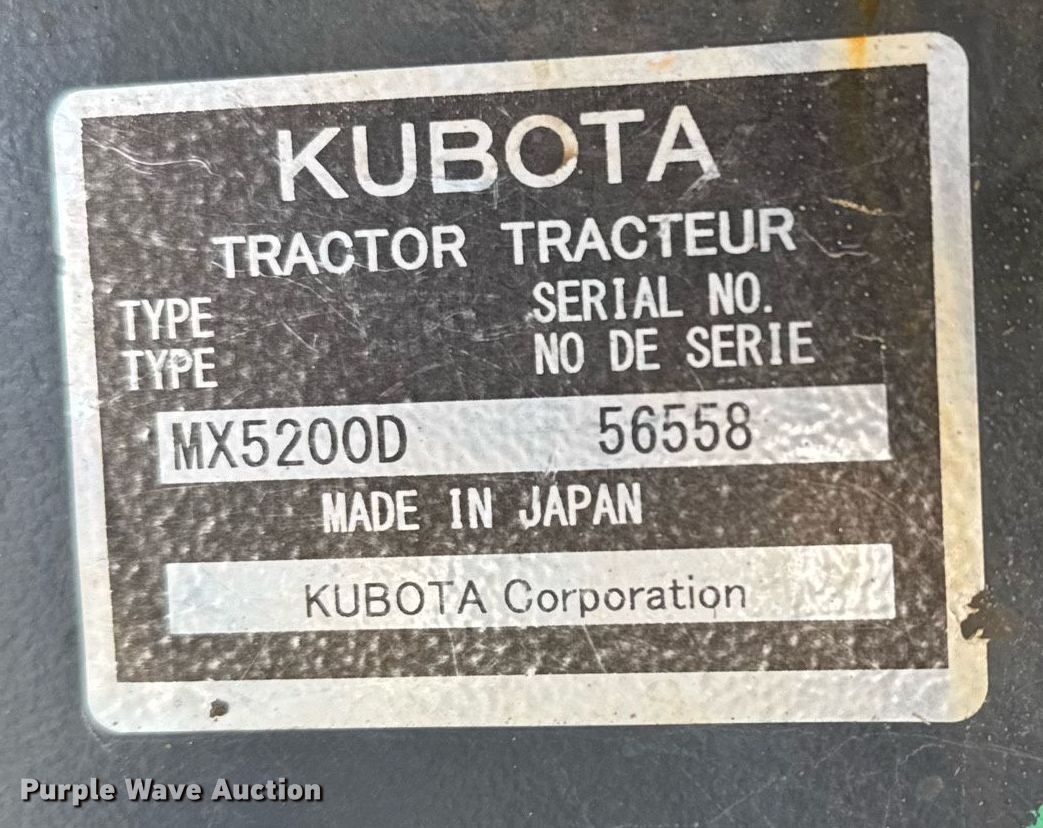 KUBOTA
TRACTOR TRACTEUR
TYPE SERIAL NO.
TYPE NO DE SERIE
MX5200D 56558
MADE IN JAPAN
KUBOTA Corporation
Purple Wave Auction